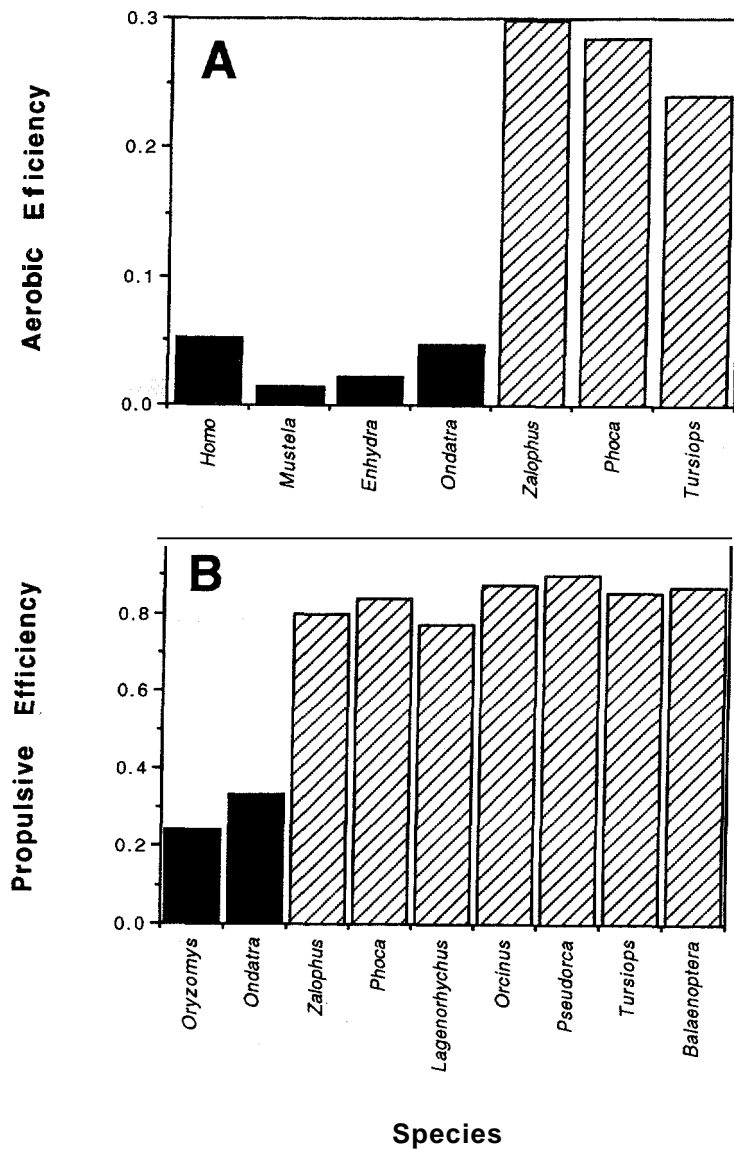 A
Aerobic Eficiency
0.3
0.2
0.1
0.0
Homo
Mustela
Enhydra
Ondatra
Zalophus
Phoca
Tursiops
B
Propulsive Efficiency
0.8
0.6
0.4
0.2
0.0
Oryzomys
Ondatra
Zalophus
Phoca
Lagenorhychus
Orcinus
Pseudorca
Tursiops
Balaenoptera
Species